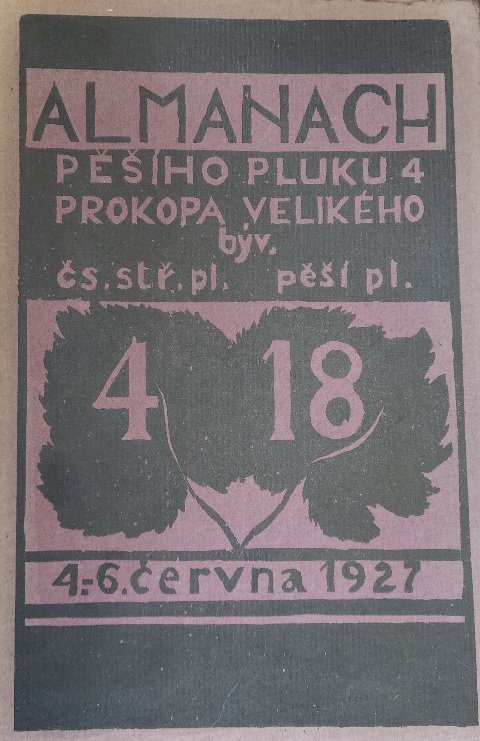 ALMANACH
PĚŠÍHO PLUKU 4
PROKOPA VELIKÉHO
býv.
čs. stř. pl. pěší pl.
4 18
4.-6. června 1927